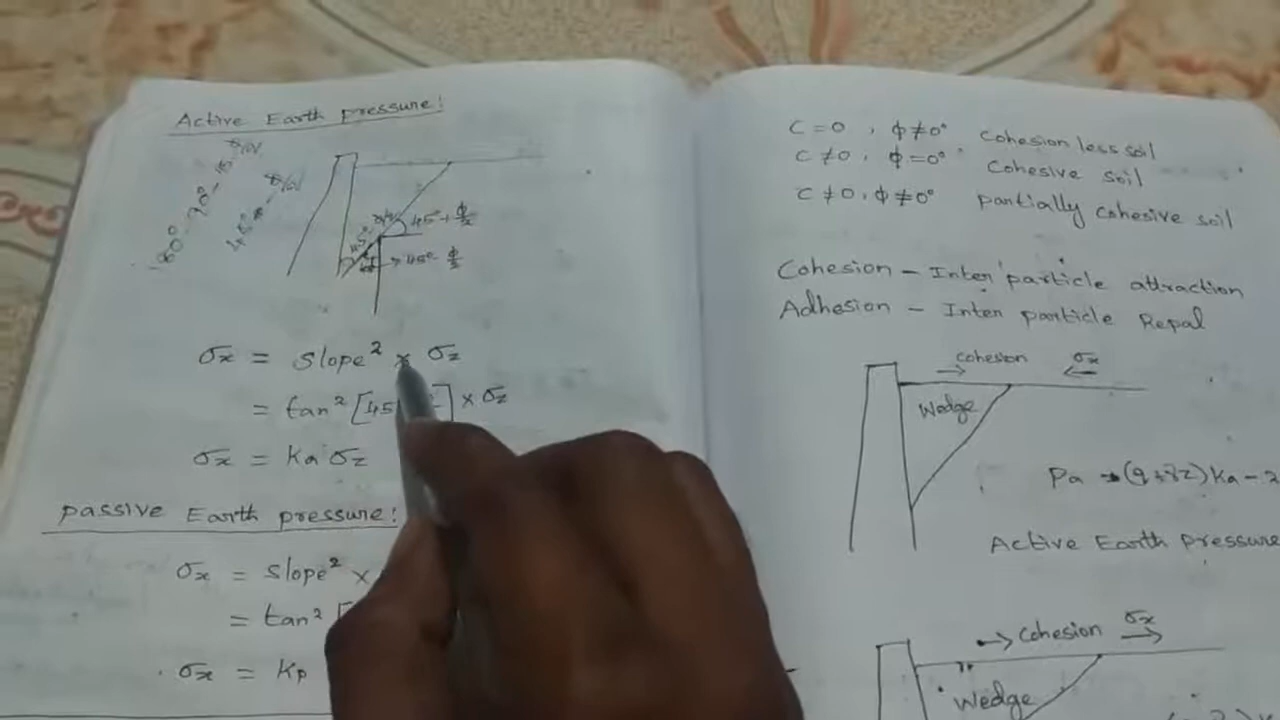 Active Earth pressure:
45° + φ/2
45° - φ/2
σx = slope² × σz
= tan² [45 ] × σz
σx = Ka σz
passive Earth pressure:
σx = slope² ×
= tan² [
σx = Kp
C = 0 , φ ≠ 0° Cohesion less soil
C ≠ 0 , φ = 0° Cohesive soil
C ≠ 0, φ ≠ 0° partially cohesive soil
Cohesion - Inter particle attraction
Adhesion - Inter particle Repal
cohesion σx
Wedge
Pa → (q+γz) Ka - 2
Active Earth pressure
Cohesion σx
Wedge